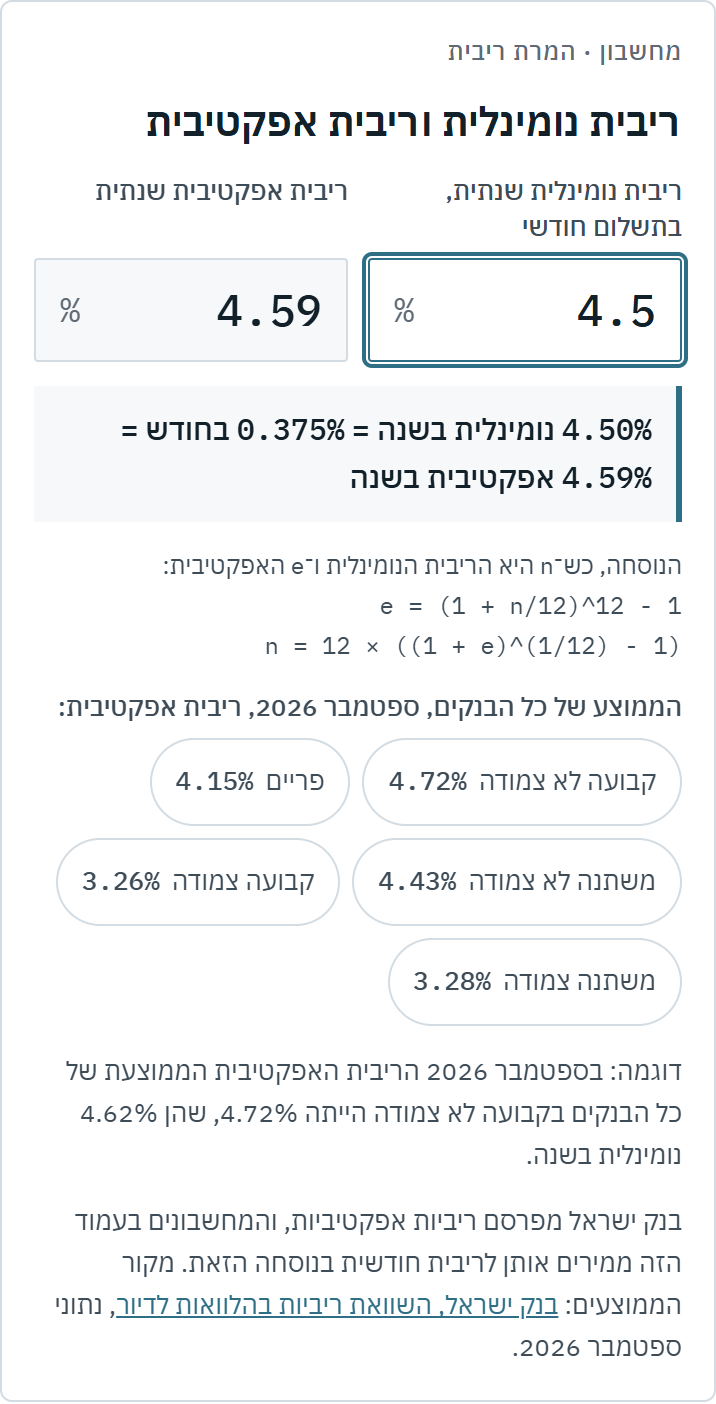 מחשבון · המרת ריבית
ריבית נומינלית וריבית אפקטיבית
ריבית נומינלית שנתית,
בתשלום חודשי
4.5 %
ריבית אפקטיבית שנתית
4.59 %
4.50% נומינלית בשנה = 0.375% בחודש =
4.59% אפקטיבית בשנה
הנוסחה, כש־n היא הריבית הנומינלית ו־e האפקטיבית:
e = (1 + n/12)^12 - 1
n = 12 × ((1 + e)^(1/12) - 1)
הממוצע של כל הבנקים, ספטמבר 2026, ריבית אפקטיבית:
קבועה לא צמודה 4.72%
פריים 4.15%
משתנה לא צמודה 4.43%
קבועה צמודה 3.26%
משתנה צמודה 3.28%
דוגמה: בספטמבר 2026 הריבית האפקטיבית הממוצעת של
כל הבנקים בקבועה לא צמודה הייתה 4.72%, שהן 4.62%
נומינלית בשנה.
בנק ישראל מפרסם ריביות אפקטיביות, והמחשבונים בעמוד
הזה ממירים אותן לריבית חודשית בנוסחה הזאת. מקור
הממוצעים: בנק ישראל, השוואת ריביות בהלוואות לדיור, נתוני
ספטמבר 2026.